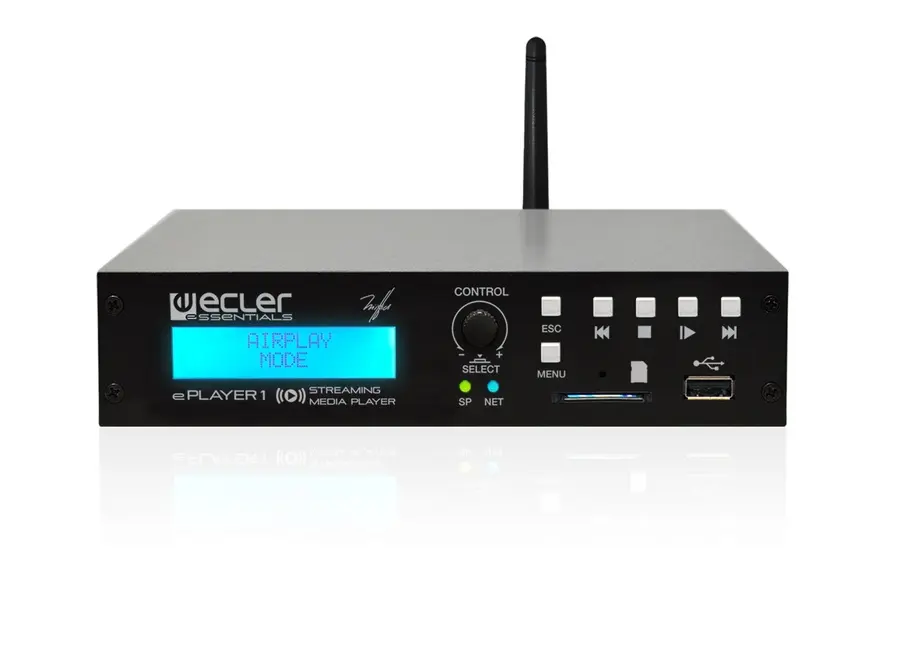 ecler
essentials
AIRPLAY
MODE
ePLAYER1
STREAMING
MEDIA PLAYER
CONTROL
- +
SELECT
SP NET
ESC
MENU